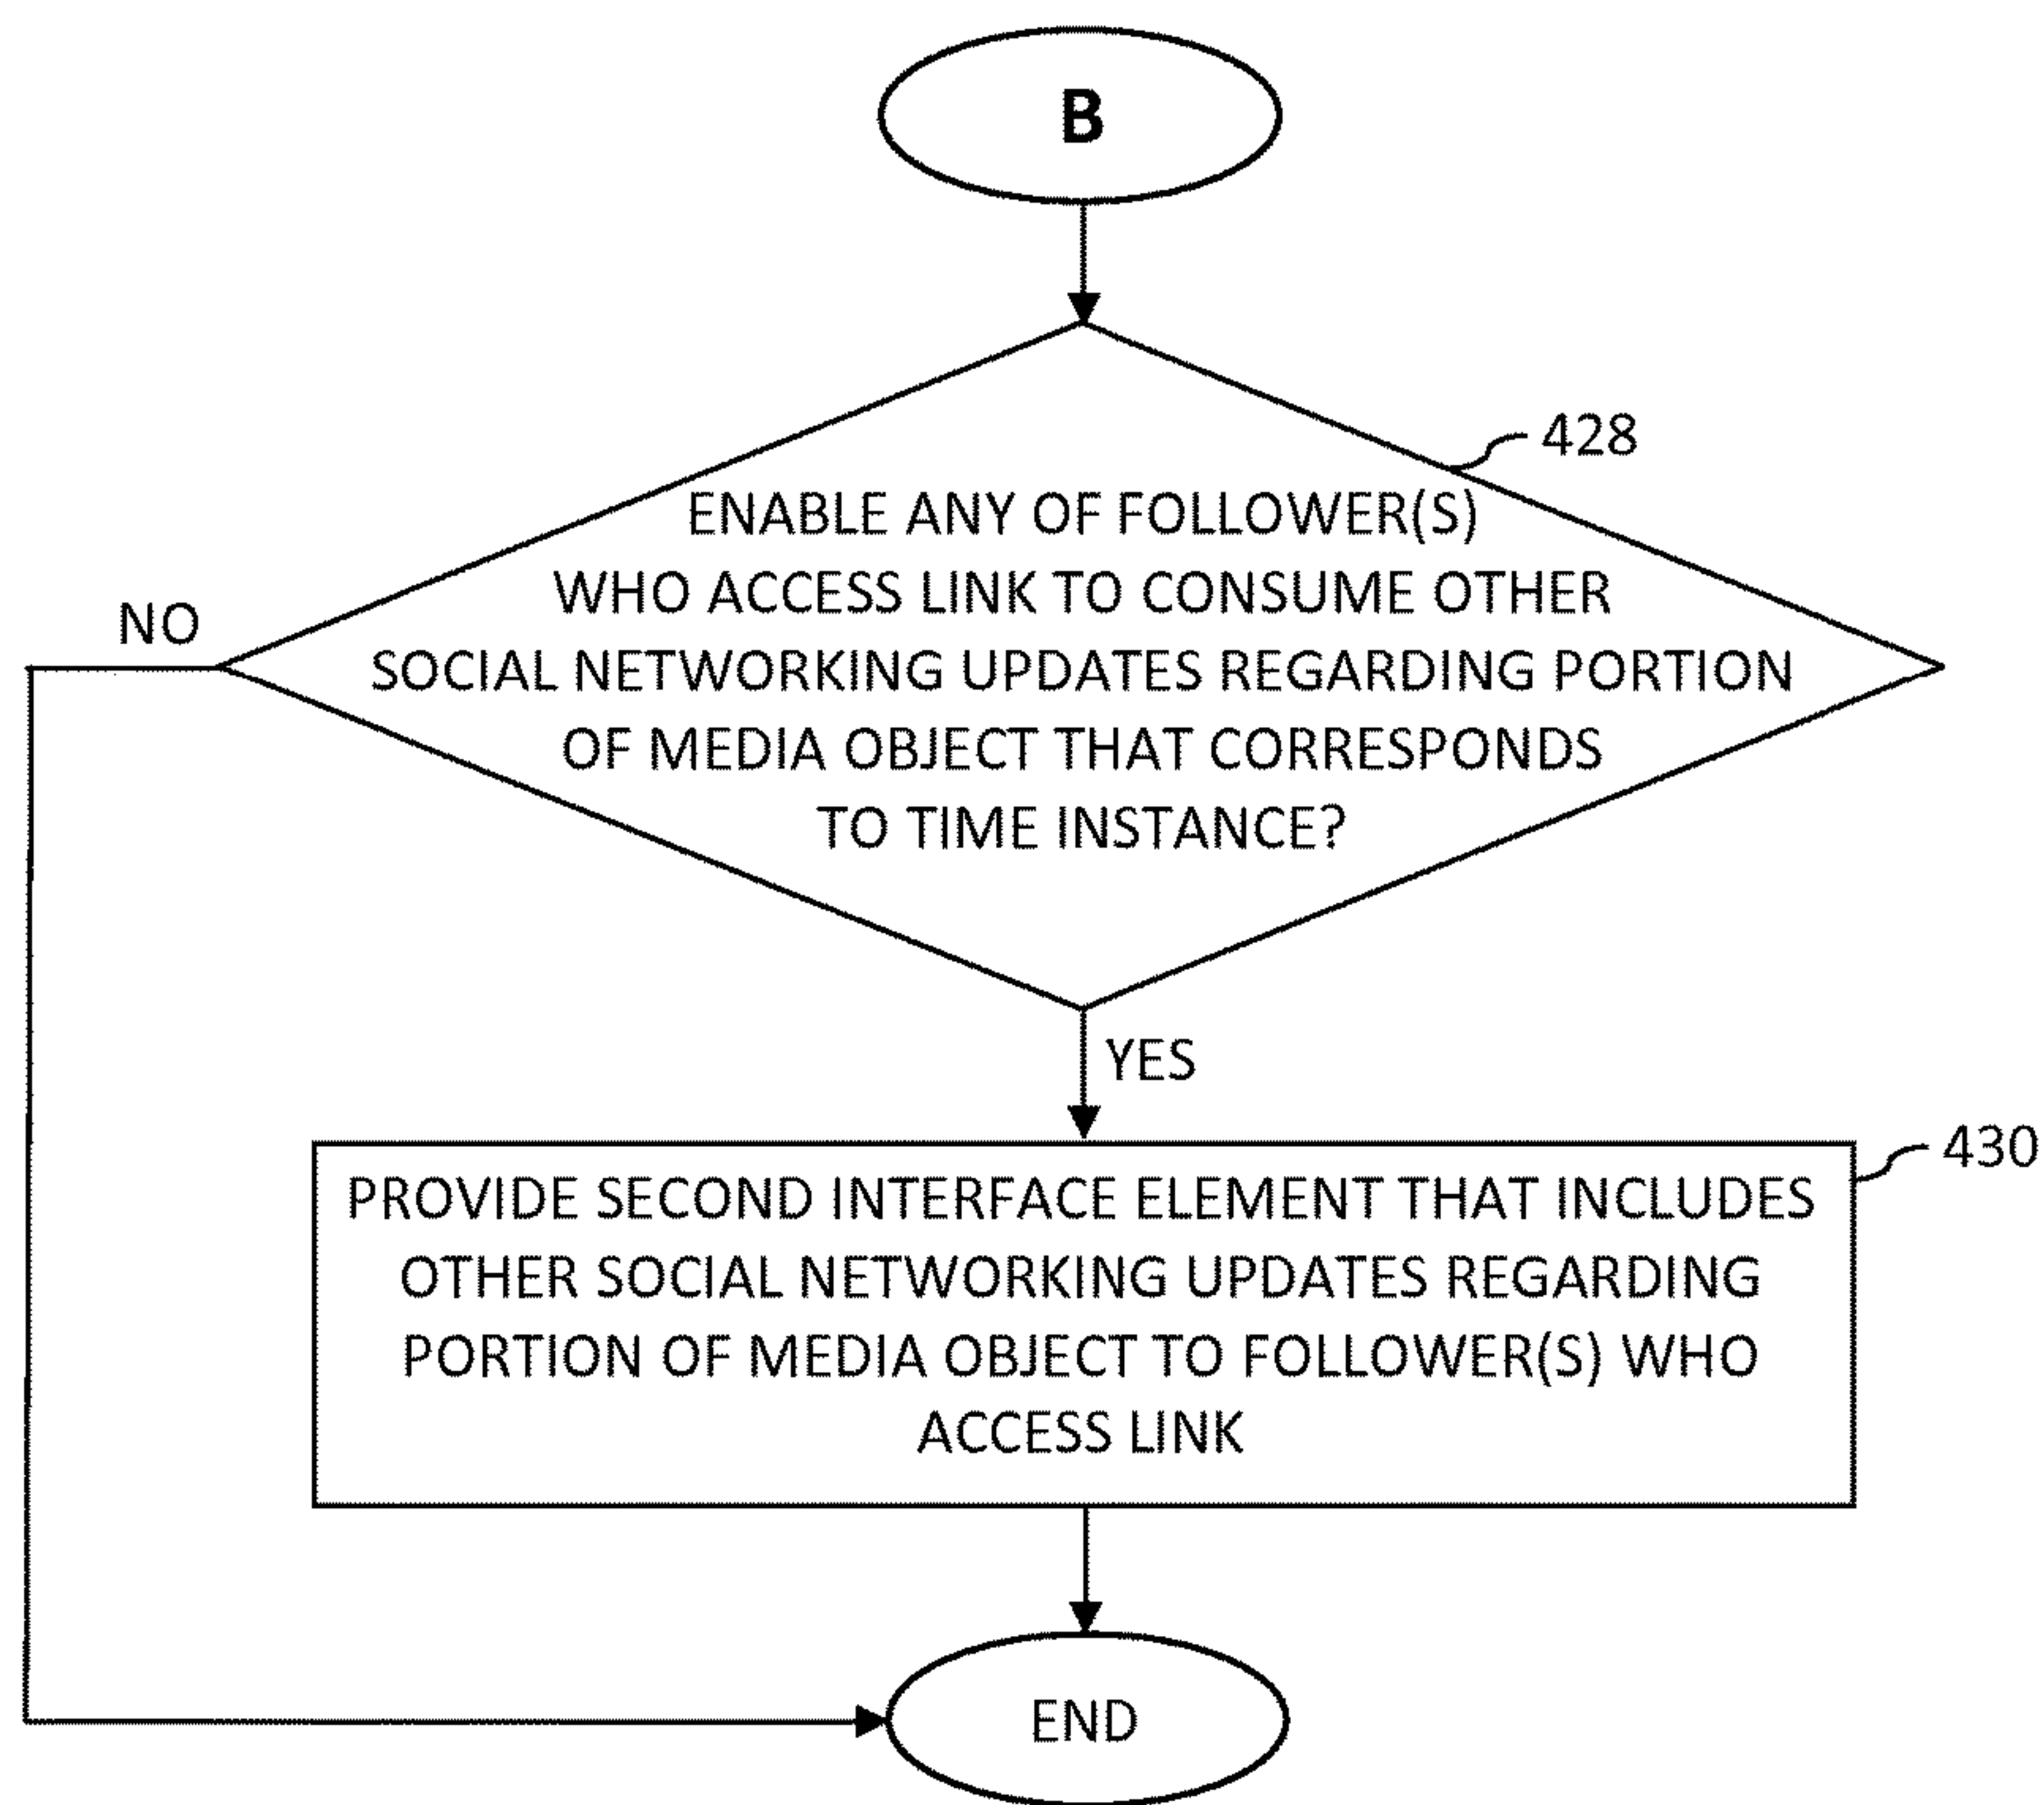 B
428
ENABLE ANY OF FOLLOWER(S)
WHO ACCESS LINK TO CONSUME OTHER
SOCIAL NETWORKING UPDATES REGARDING PORTION
OF MEDIA OBJECT THAT CORRESPONDS
TO TIME INSTANCE?
NO
YES
430
PROVIDE SECOND INTERFACE ELEMENT THAT INCLUDES
OTHER SOCIAL NETWORKING UPDATES REGARDING
PORTION OF MEDIA OBJECT TO FOLLOWER(S) WHO
ACCESS LINK
END